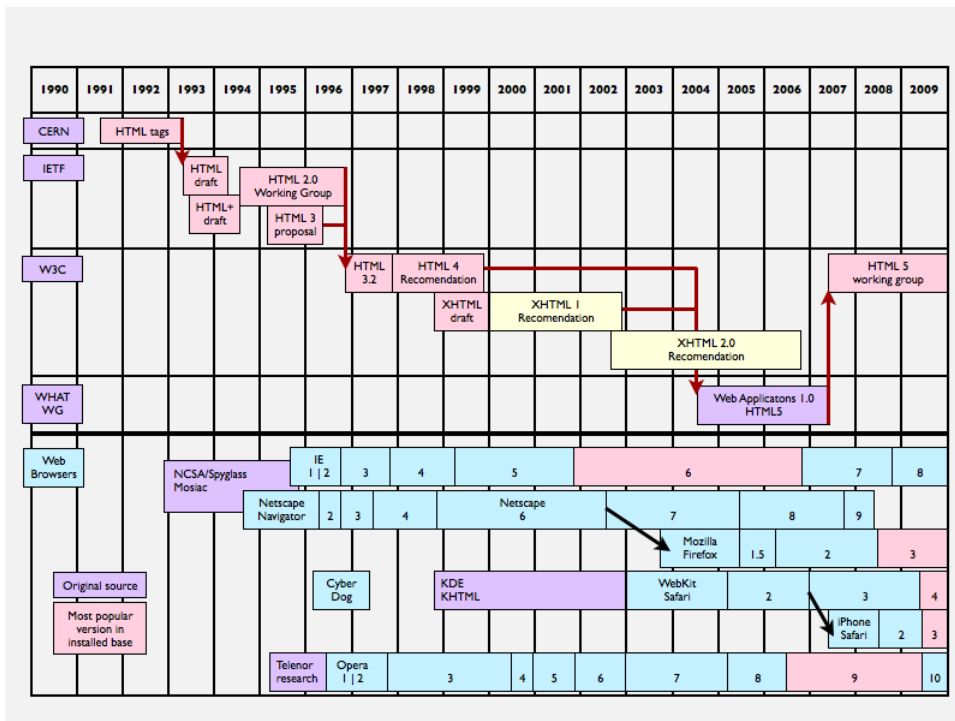 1990 1991 1992 1993 1994 1995 1996 1997 1998 1999 2000 2001 2002 2003 2004 2005 2006 2007 2008 2009
CERN
HTML tags
IETF
HTML
draft
HTML 2.0
Working Group
HTML+
draft
HTML 3
proposal
W3C
HTML
3.2
HTML 4
Recomendation
HTML 5
working group
XHTML
draft
XHTML 1
Recomendation
XHTML 2.0
Recomendation
WHAT
WG
Web Applicatons 1.0
HTML5
Web
Browsers
NCSA/Spyglass
Mosiac
IE
1 | 2
3
4
5
6
7
8
Netscape
Navigator
2
3
4
Netscape
6
7
8
9
Mozilla
Firefox
1.5
2
3
Original source
Cyber
Dog
KDE
KHTML
WebKit
Safari
2
3
4
Most popular
version in
installed base
iPhone
Safari
2
3
Telenor
research
Opera
1 | 2
3
4
5
6
7
8
9
10